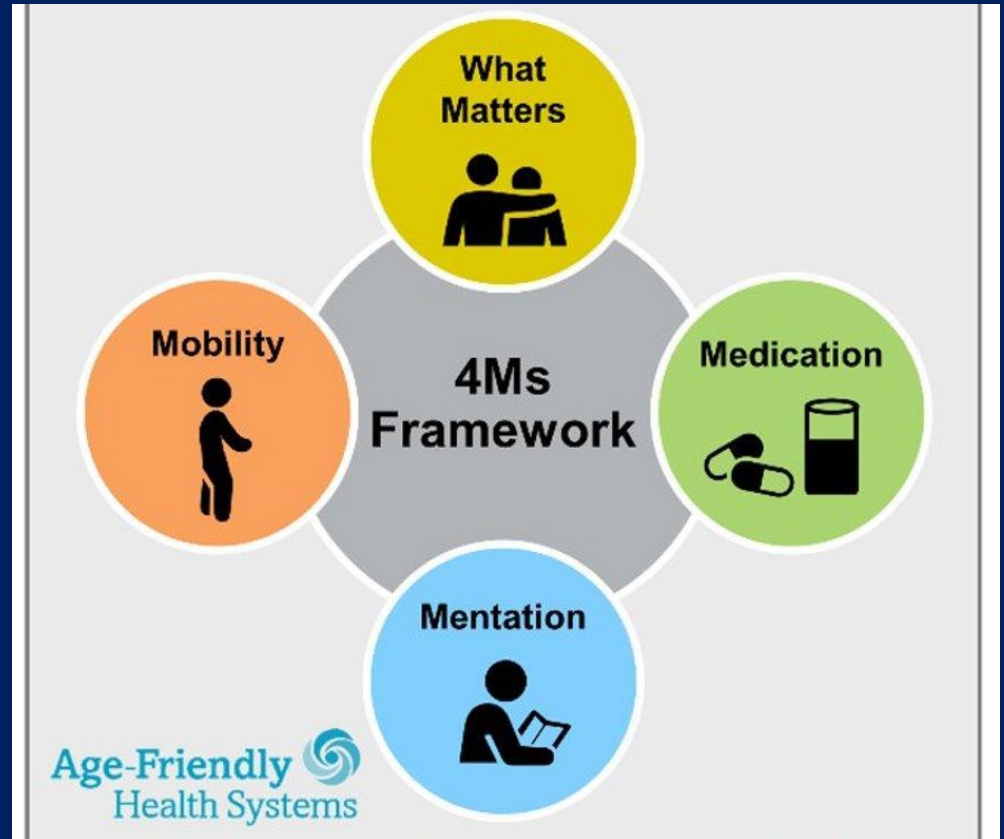 What
Matters
Mobility
4Ms
Framework
Medication
Mentation
Age-Friendly
Health Systems